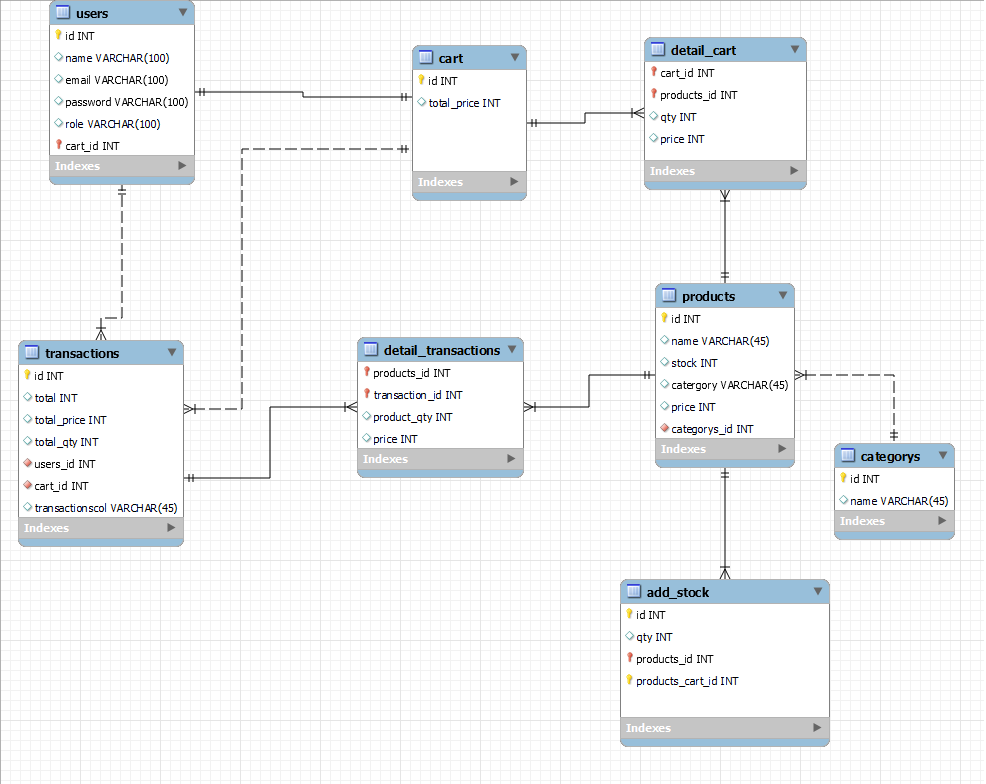 users
id INT
name VARCHAR(100)
email VARCHAR(100)
password VARCHAR(100)
role VARCHAR(100)
cart_id INT
Indexes
cart
id INT
total_price INT
Indexes
detail_cart
cart_id INT
products_id INT
qty INT
price INT
Indexes
transactions
id INT
total INT
total_price INT
total_qty INT
users_id INT
cart_id INT
transactionscol VARCHAR(45)
Indexes
detail_transactions
products_id INT
transaction_id INT
product_qty INT
price INT
Indexes
products
id INT
name VARCHAR(45)
stock INT
catergory VARCHAR(45)
price INT
categorys_id INT
Indexes
categorys
id INT
name VARCHAR(45)
Indexes
add_stock
id INT
qty INT
products_id INT
products_cart_id INT
Indexes